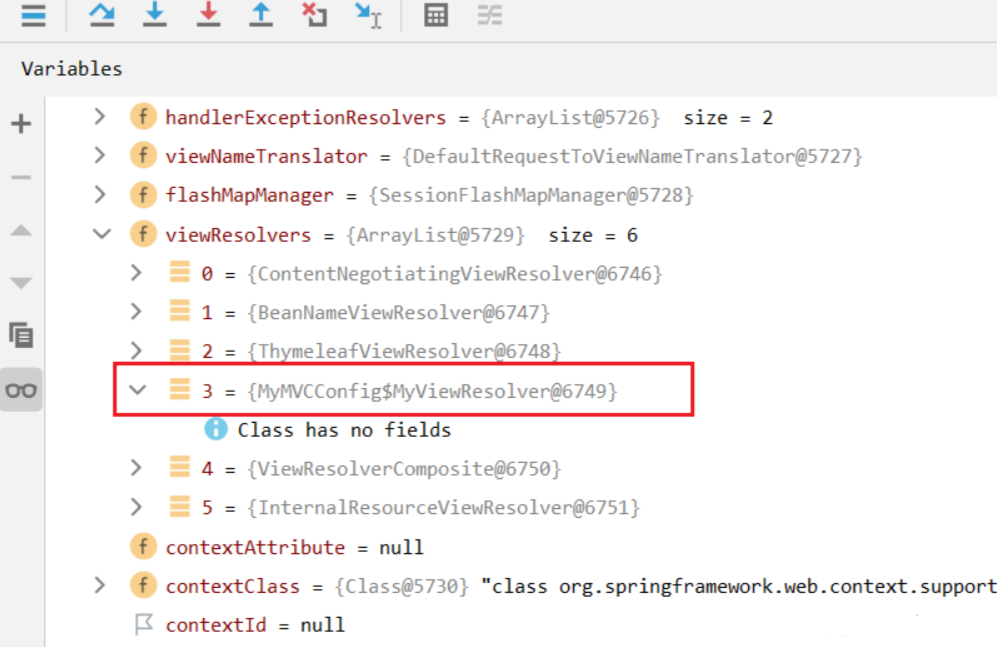 Variables
f handlerExceptionResolvers = {ArrayList@5726} size = 2
f viewNameTranslator = {DefaultRequestToViewNameTranslator@5727}
f flashMapManager = {SessionFlashMapManager@5728}
f viewResolvers = {ArrayList@5729} size = 6
0 = {ContentNegotiatingViewResolver@6746}
1 = {BeanNameViewResolver@6747}
2 = {ThymeleafViewResolver@6748}
3 = {MyMVCConfig$MyViewResolver@6749}
i Class has no fields
4 = {ViewResolverComposite@6750}
5 = {InternalResourceViewResolver@6751}
f contextAttribute = null
f contextClass = {Class@5730} "class org.springframework.web.context.support
contextId = null